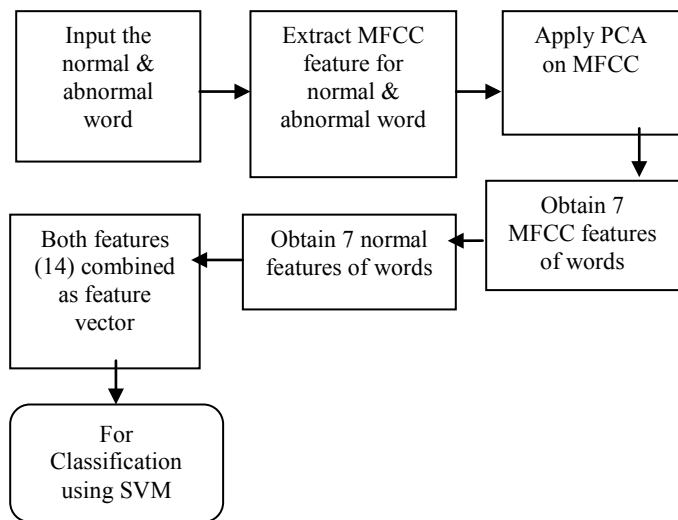 Input the
normal &
abnormal
word
Extract MFCC
feature for
normal &
abnormal word
Apply PCA
on MFCC
Obtain 7
MFCC features
of words
Obtain 7 normal
features of words
Both features
(14) combined
as feature
vector
For
Classification
using SVM